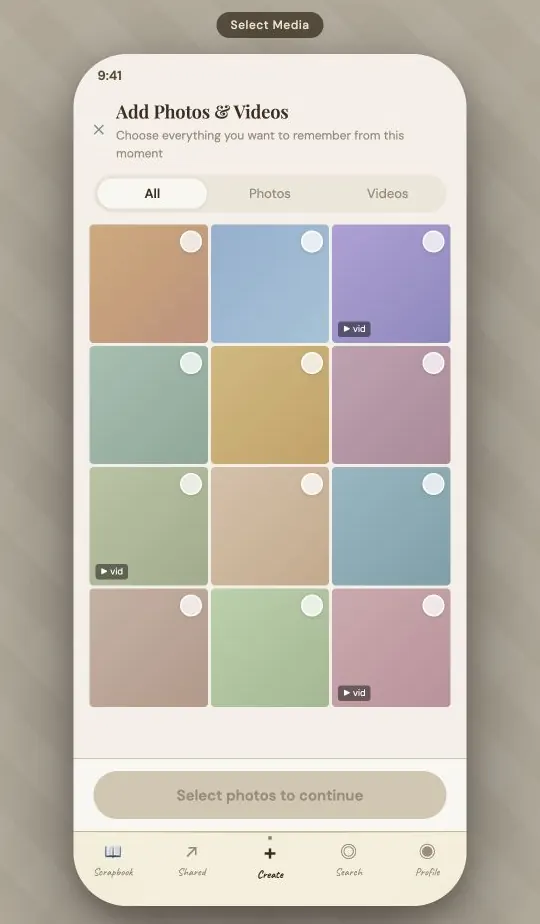 Select Media
9:41
Add Photos & Videos
Choose everything you want to remember from this
moment
All Photos Videos
vid
vid
vid
Select photos to continue
Scrapbook Shared Create Search Profile